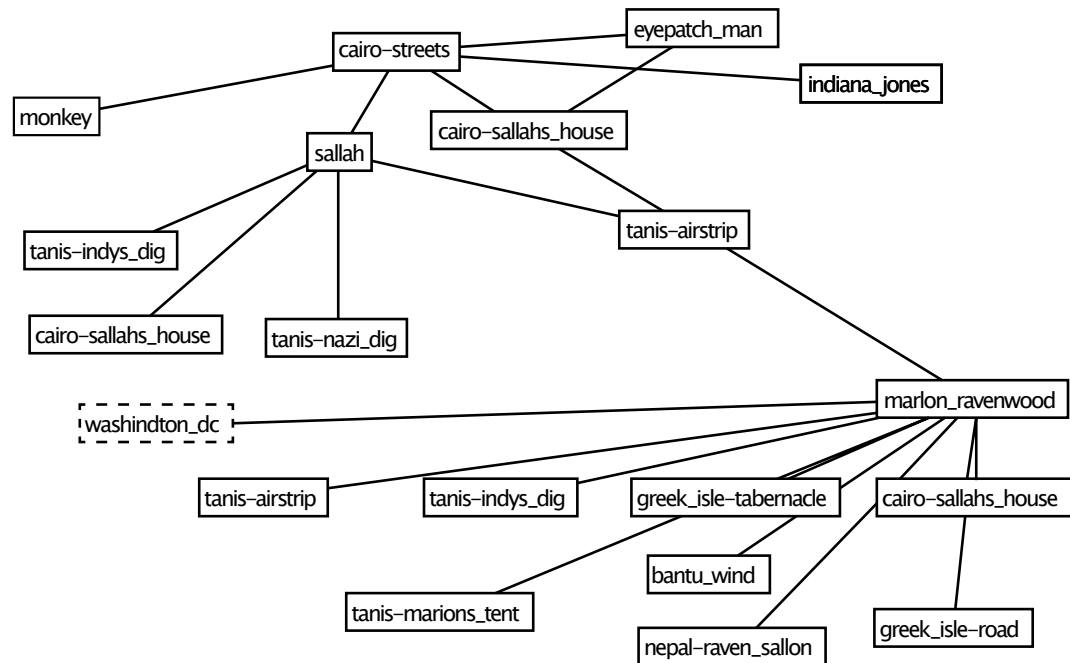 eyepatch_man
cairo-streets
indiana_jones
monkey
cairo-sallahs_house
sallah
tanis-airstrip
tanis-indys_dig
cairo-sallahs_house
tanis-nazi_dig
marlon_ravenwood
washindton_dc
tanis-airstrip
tanis-indys_dig
greek_isle-tabernacle
cairo-sallahs_house
bantu_wind
tanis-marions_tent
greek_isle-road
nepal-raven_sallon